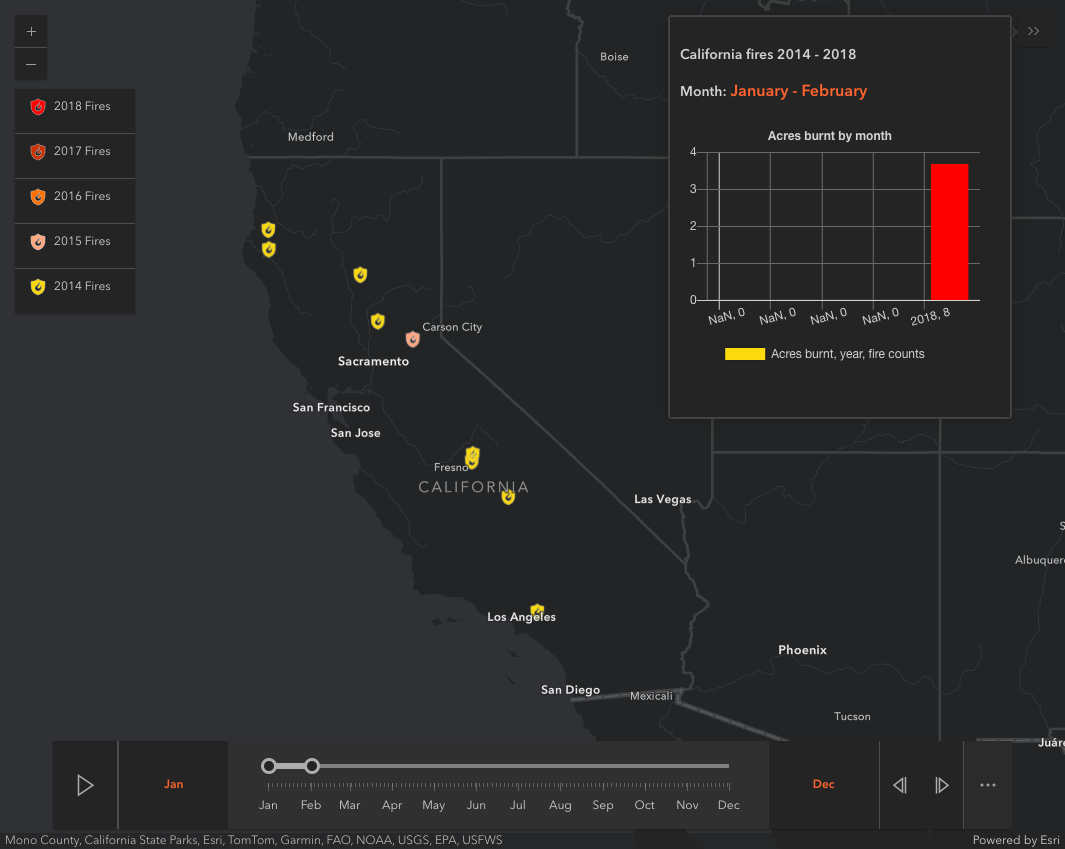 +
−
2018 Fires
2017 Fires
2016 Fires
2015 Fires
2014 Fires
Boise
Medford
Carson City
Sacramento
San Francisco
San Jose
Fresno
CALIFORNIA
Las Vegas
Los Angeles
San Diego
Mexicali
Phoenix
Tucson
Albuquer
S
Juáre
California fires 2014 - 2018
Month: January - February
Acres burnt by month
4
3
2
1
0
NaN, 0 NaN, 0 NaN, 0 NaN, 0 2018, 8
Acres burnt, year, fire counts
Jan
Jan Feb Mar Apr May Jun Jul Aug Sep Oct Nov Dec
Dec
Mono County, California State Parks, Esri, TomTom, Garmin, FAO, NOAA, USGS, EPA, USFWS
Powered by Esri